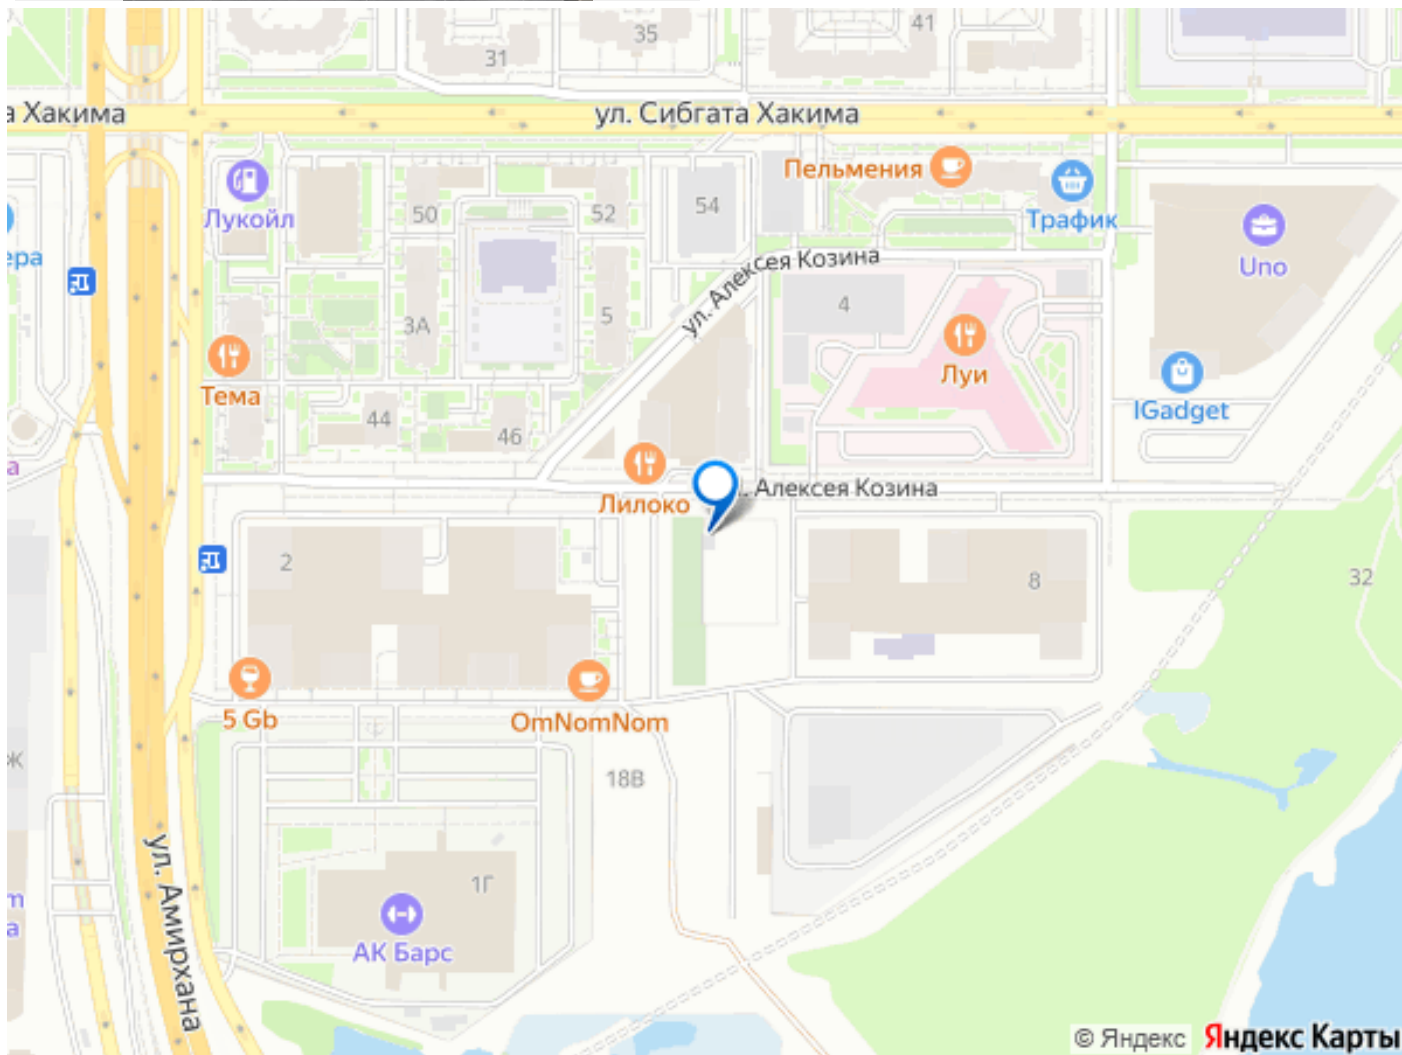 41
35
31
а Хакима
ул. Сибгата Хакима
Пельмения
Лукойл
50
52
54
Трафик
ера
ул. Алексея Козина
Uno
3А
5
4
Тема
Луи
IGadget
44
46
а
Лилоко
Алексея Козина
2
8
32
5 Gb
OmNomNom
ж
18В
ул. Амирхана
1Г
m
а
АК Барс
© Яндекс Яндекс Карты